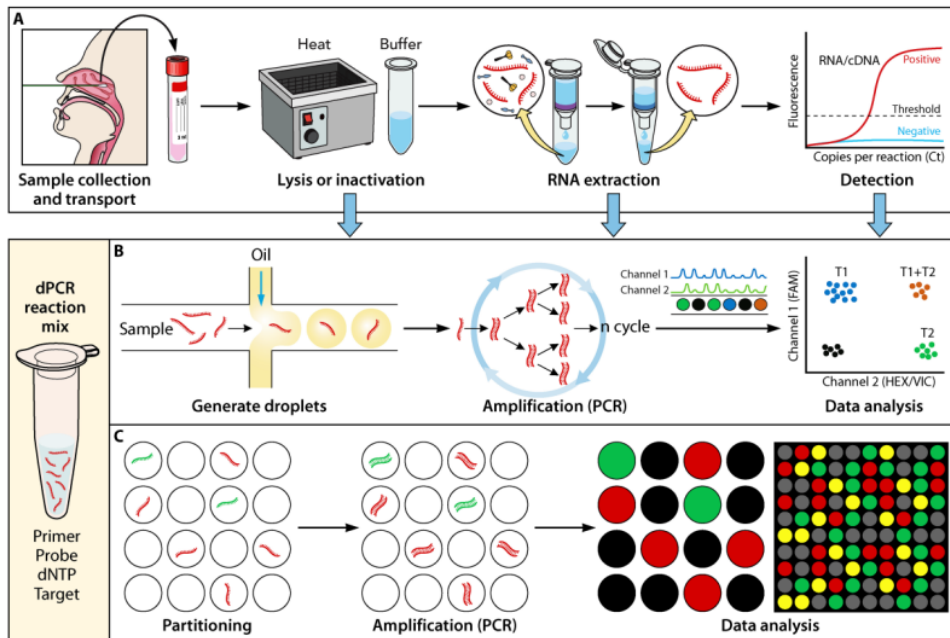 A
Heat
Buffer
RNA/cDNA
Positive
Threshold
Negative
Fluorescence
Copies per reaction (Ct)
Sample collection
and transport
Lysis or inactivation
RNA extraction
Detection
dPCR
reaction
mix
Primer
Probe
dNTP
Target
B
Oil
Sample
Generate droplets
Channel 1
Channel 2
n cycle
Amplification (PCR)
T1
T1+T2
T2
Channel 1 (FAM)
Channel 2 (HEX/VIC)
Data analysis
C
Partitioning
Amplification (PCR)
Data analysis